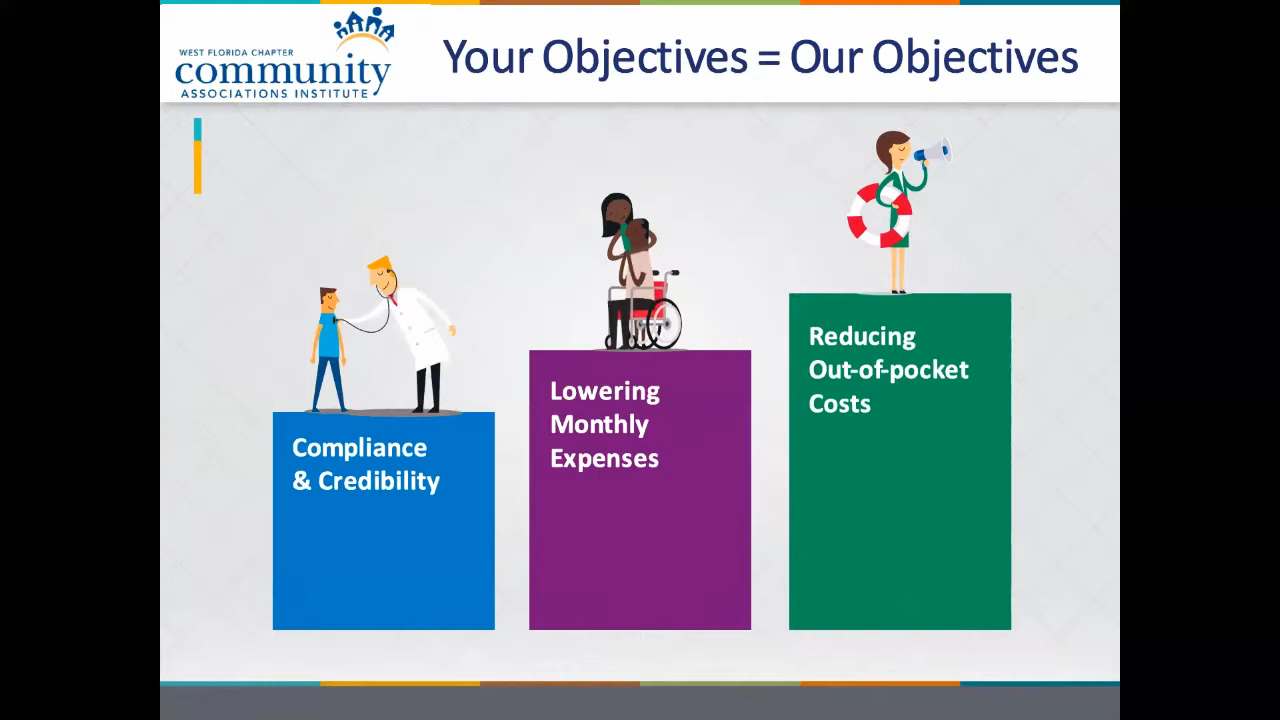 WEST FLORIDA CHAPTER
community
ASSOCIATIONS INSTITUTE
Your Objectives = Our Objectives
Compliance
& Credibility
Lowering
Monthly
Expenses
Reducing
Out-of-pocket
Costs